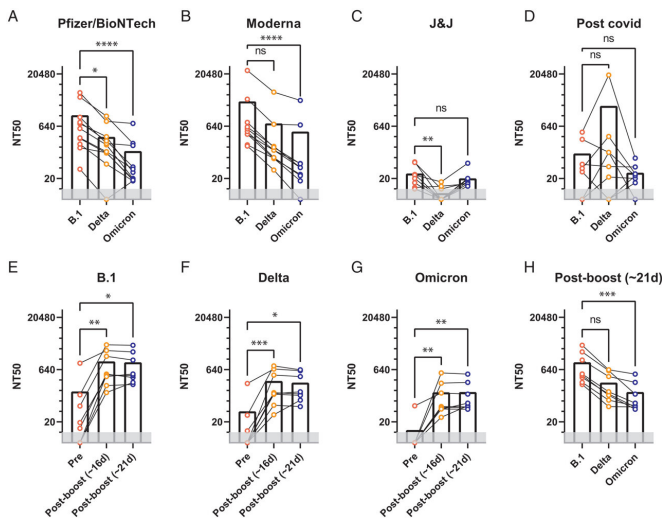 A Pfizer/BioNTech
****
*
NT50
20480
640
20
B.1
Delta
Omicron
B Moderna
****
ns
NT50
20480
640
20
B.1
Delta
Omicron
C J&J
ns
**
NT50
20480
640
20
B.1
Delta
Omicron
D Post covid
ns
ns
NT50
20480
640
20
B.1
Delta
Omicron
E B.1
*
**
NT50
20480
640
20
Pre
Post-boost (~16d)
Post-boost (~21d)
F Delta
*
***
NT50
20480
640
20
Pre
Post-boost (~16d)
Post-boost (~21d)
G Omicron
**
**
NT50
20480
640
20
Pre
Post-boost (~16d)
Post-boost (~21d)
H Post-boost (~21d)
***
ns
NT50
20480
640
20
B.1
Delta
Omicron